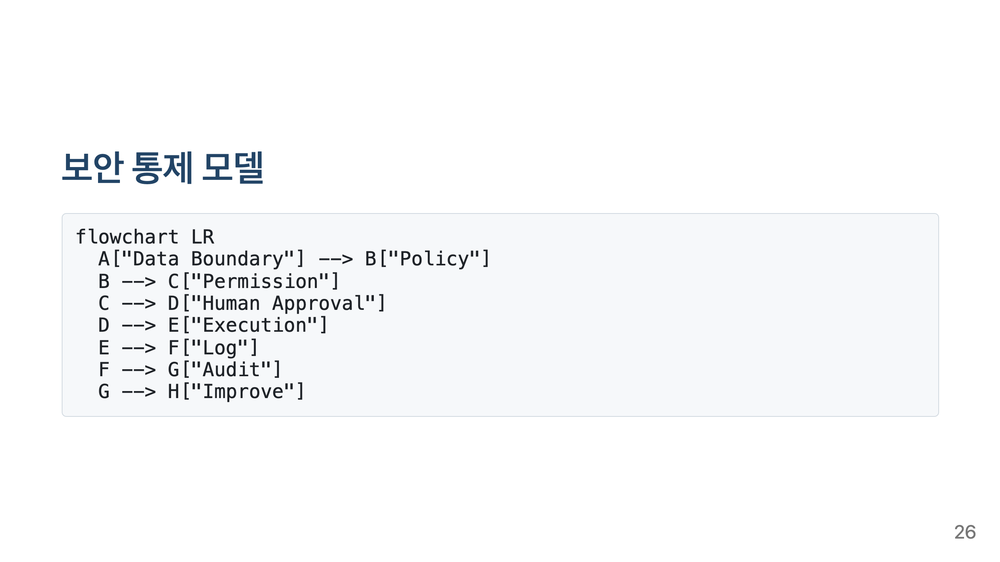 보안 통제 모델
flowchart LR
  A["Data Boundary"] --> B["Policy"]
  B --> C["Permission"]
  C --> D["Human Approval"]
  D --> E["Execution"]
  E --> F["Log"]
  F --> G["Audit"]
  G --> H["Improve"]
26